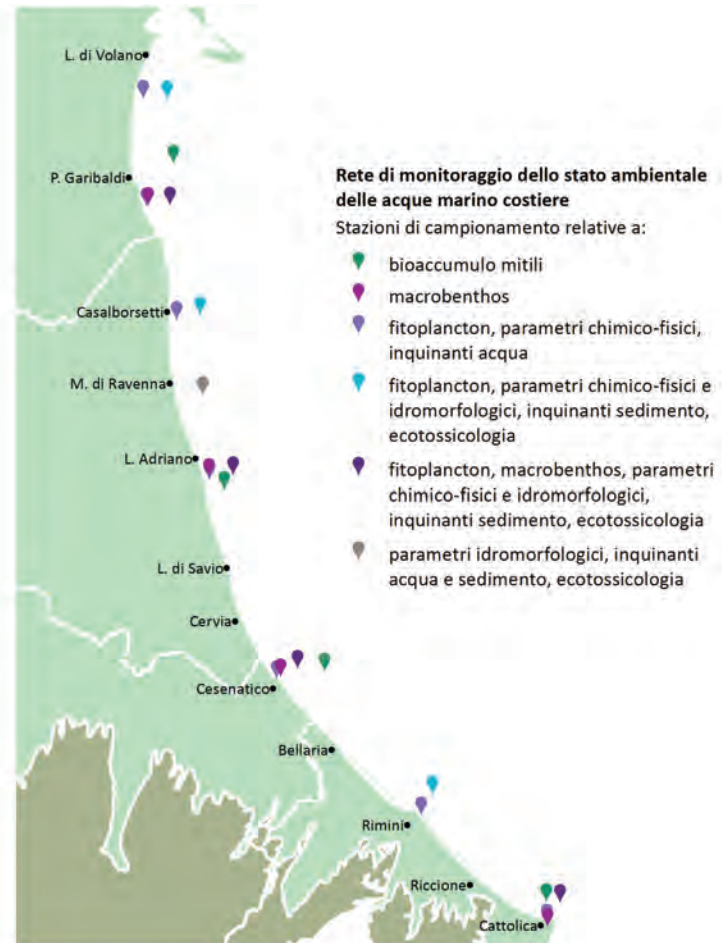 L. di Volano
P. Garibaldi
Rete di monitoraggio dello stato ambientale
delle acque marino costiere
Stazioni di campionamento relative a:
bioaccumulo mitili
macrobenthos
fitoplancton, parametri chimico-fisici,
inquinanti acqua
fitoplancton, parametri chimico-fisici e
idromorfologici, inquinanti sedimento,
ecotossicologia
fitoplancton, macrobenthos, parametri
chimico-fisici e idromorfologici,
inquinanti sedimento, ecotossicologia
parametri idromorfologici, inquinanti
acqua e sedimento, ecotossicologia
Casalborsetti
M. di Ravenna
L. Adriano
L. di Savio
Cervia
Cesenatico
Bellaria
Rimini
Riccione
Cattolica